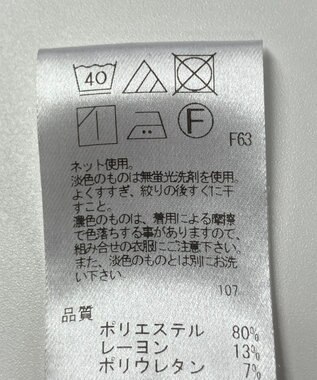 40
F
F63
ネット使用。
淡色のものは無蛍光洗剤を使用。
よくすすぎ、絞りの後すぐに干
すこと。
濃色のものは、着用による摩擦
で色落ちする事がありますので、
組み合せの衣服にご注意下さい。
また、淡色のものとは別にお洗
い下さい。
107
品質
ポリエステル 80%
レーヨン 13%
ポリウレタン 7%